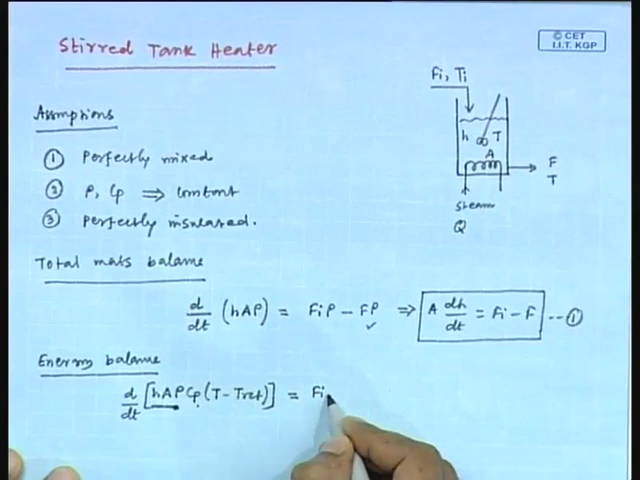 Stirred Tank Heater
© CET
I.I.T. KGP
Fi, Ti
Assumptions
h T
A
① Perfectly mixed
F
T
② ρ, Cp ⇒ Constant
Steam
③ Perfectly insulated.
Q
Total mass balance
d/dt (hAρ) = Fiρ − Fρ ⇒ A dh/dt = Fi − F ---①
Energy balance
d/dt [hAρCp(T − Tref)] = Fi